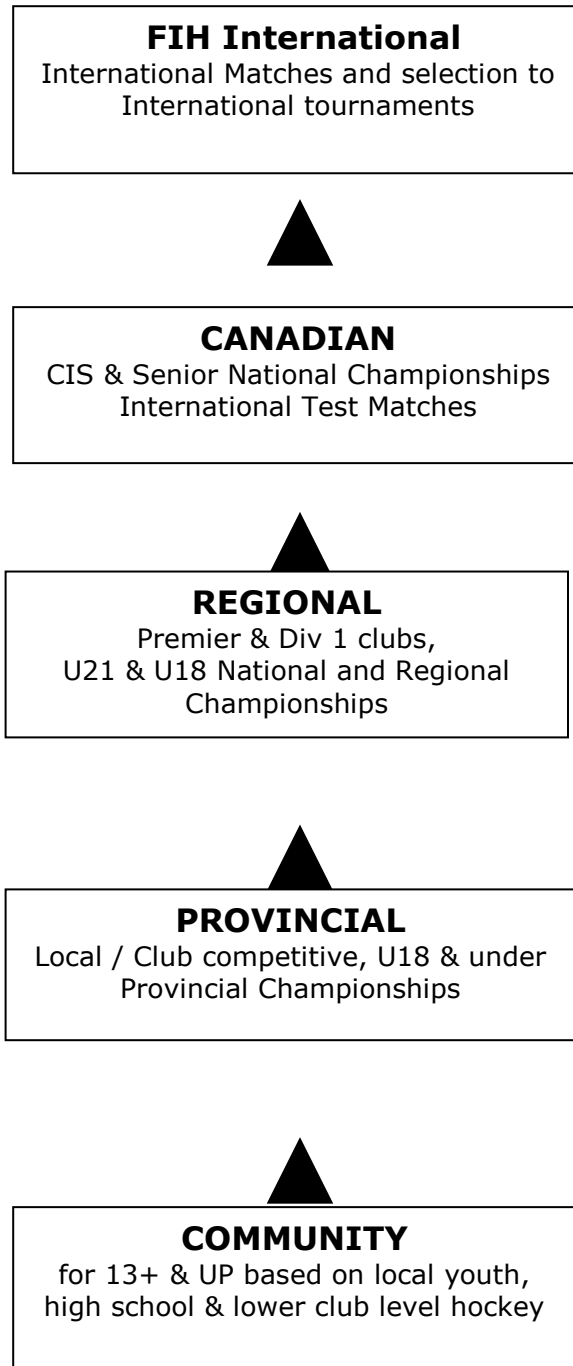 FIH International
International Matches and selection to
International tournaments
CANADIAN
CIS & Senior National Championships
International Test Matches
REGIONAL
Premier & Div 1 clubs,
U21 & U18 National and Regional
Championships
PROVINCIAL
Local / Club competitive, U18 & under
Provincial Championships
COMMUNITY
for 13+ & UP based on local youth,
high school & lower club level hockey